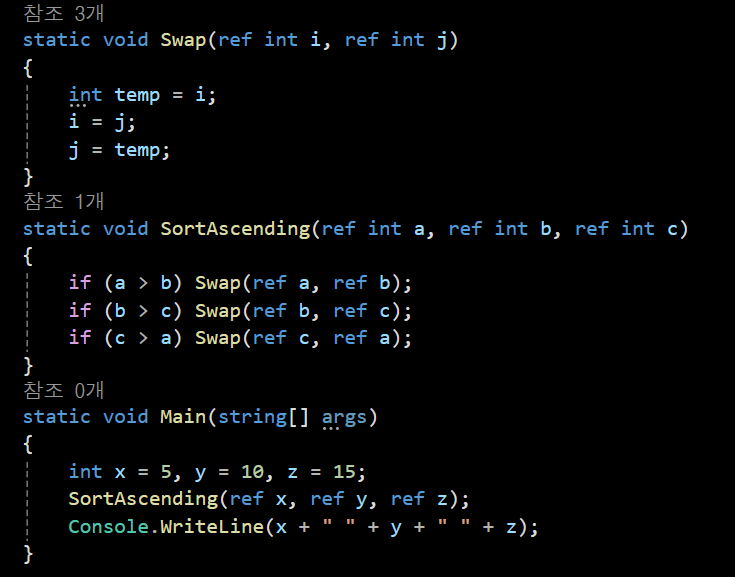 참조 3개
static void Swap(ref int i, ref int j)
{
    int temp = i;
    i = j;
    j = temp;
}
참조 1개
static void SortAscending(ref int a, ref int b, ref int c)
{
    if (a > b) Swap(ref a, ref b);
    if (b > c) Swap(ref b, ref c);
    if (c > a) Swap(ref c, ref a);
}
참조 0개
static void Main(string[] args)
{
    int x = 5, y = 10, z = 15;
    SortAscending(ref x, ref y, ref z);
    Console.WriteLine(x + " " + y + " " + z);
}